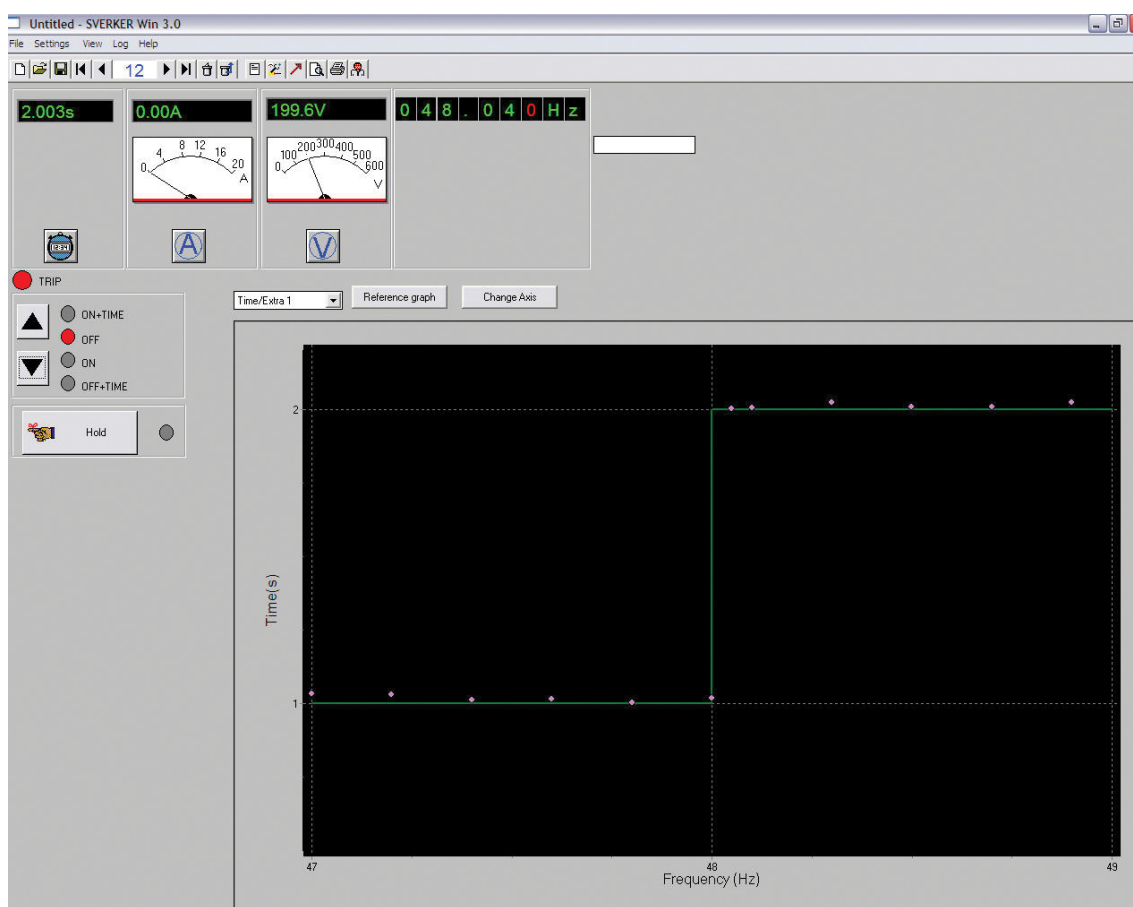 Untitled - SVERKER Win 3.0
File Settings View Log Help
12
2.003s 0.00A 199.6V 048.040Hz
0 4 8 12 16 20 A
0 100 200 300 400 500 600 V
A V
TRIP
ON+TIME
OFF
ON
OFF+TIME
Hold
Time/Extra 1 Reference graph Change Axis
2
Time(s)
1
47 48 49
Frequency (Hz)